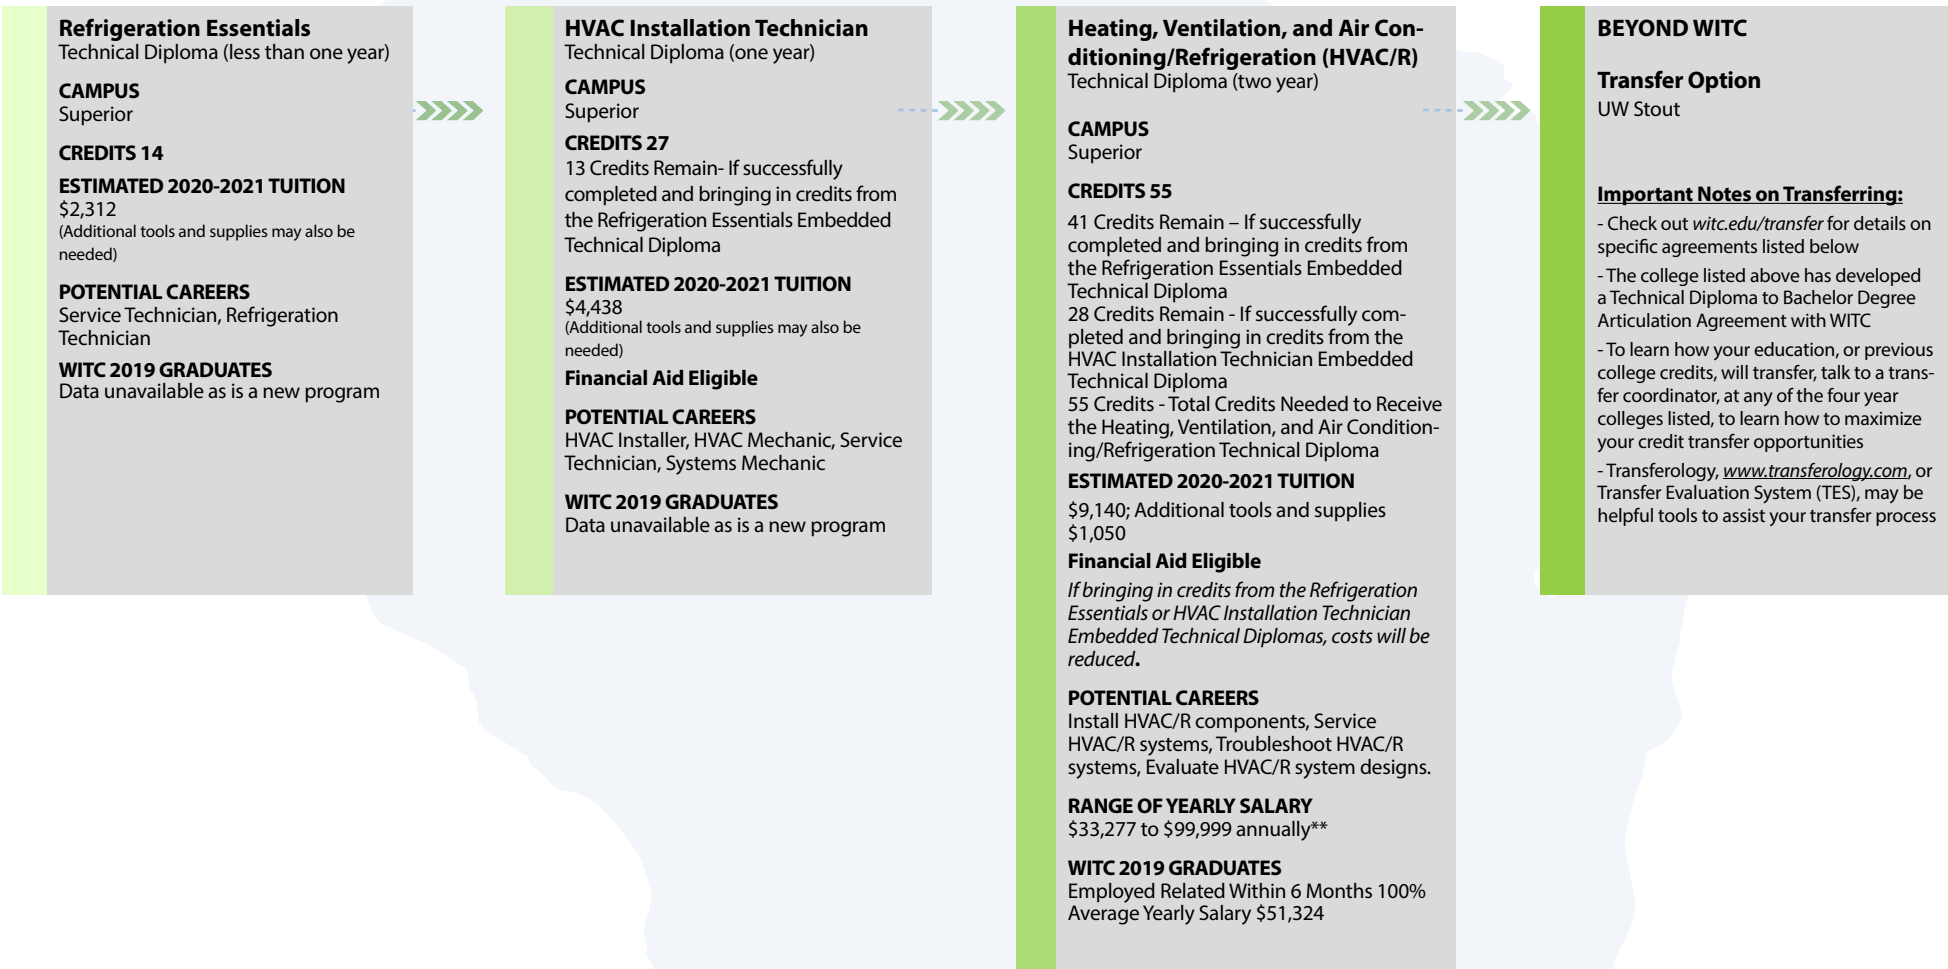 Refrigeration Essentials
Technical Diploma (less than one year)
CAMPUS
Superior
CREDITS 14
ESTIMATED 2020-2021 TUITION
$2,312
(Additional tools and supplies may also be
needed)
POTENTIAL CAREERS
Service Technician, Refrigeration
Technician
WITC 2019 GRADUATES
Data unavailable as is a new program
HVAC Installation Technician
Technical Diploma (one year)
CAMPUS
Superior
CREDITS 27
13 Credits Remain- If successfully
completed and bringing in credits from
the Refrigeration Essentials Embedded
Technical Diploma
ESTIMATED 2020-2021 TUITION
$4,438
(Additional tools and supplies may also be
needed)
Financial Aid Eligible
POTENTIAL CAREERS
HVAC Installer, HVAC Mechanic, Service
Technician, Systems Mechanic
WITC 2019 GRADUATES
Data unavailable as is a new program
Heating, Ventilation, and Air Con-
ditioning/Refrigeration (HVAC/R)
Technical Diploma (two year)
CAMPUS
Superior
CREDITS 55
41 Credits Remain – If successfully
completed and bringing in credits from
the Refrigeration Essentials Embedded
Technical Diploma
28 Credits Remain - If successfully com-
pleted and bringing in credits from the
HVAC Installation Technician Embedded
Technical Diploma
55 Credits - Total Credits Needed to Receive
the Heating, Ventilation, and Air Condition-
ing/Refrigeration Technical Diploma
ESTIMATED 2020-2021 TUITION
$9,140; Additional tools and supplies
$1,050
Financial Aid Eligible
If bringing in credits from the Refrigeration
Essentials or HVAC Installation Technician
Embedded Technical Diplomas, costs will be
reduced.
POTENTIAL CAREERS
Install HVAC/R components, Service
HVAC/R systems, Troubleshoot HVAC/R
systems, Evaluate HVAC/R system designs.
RANGE OF YEARLY SALARY
$33,277 to $99,999 annually**
WITC 2019 GRADUATES
Employed Related Within 6 Months 100%
Average Yearly Salary $51,324
BEYOND WITC
Transfer Option
UW Stout
Important Notes on Transferring:
- Check out witc.edu/transfer for details on
specific agreements listed below
- The college listed above has developed
a Technical Diploma to Bachelor Degree
Articulation Agreement with WITC
- To learn how your education, or previous
college credits, will transfer, talk to a trans-
fer coordinator, at any of the four year
colleges listed, to learn how to maximize
your credit transfer opportunities
- Transferology, www.transferology.com, or
Transfer Evaluation System (TES), may be
helpful tools to assist your transfer process